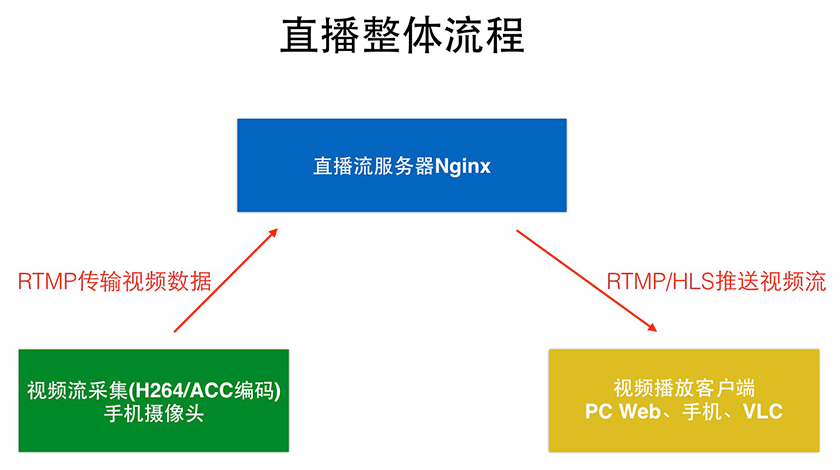 直播整体流程
直播流服务器Nginx
RTMP传输视频数据
RTMP/HLS推送视频流
视频流采集(H264/ACC编码)
手机摄像头
视频播放客户端
PC Web、手机、VLC